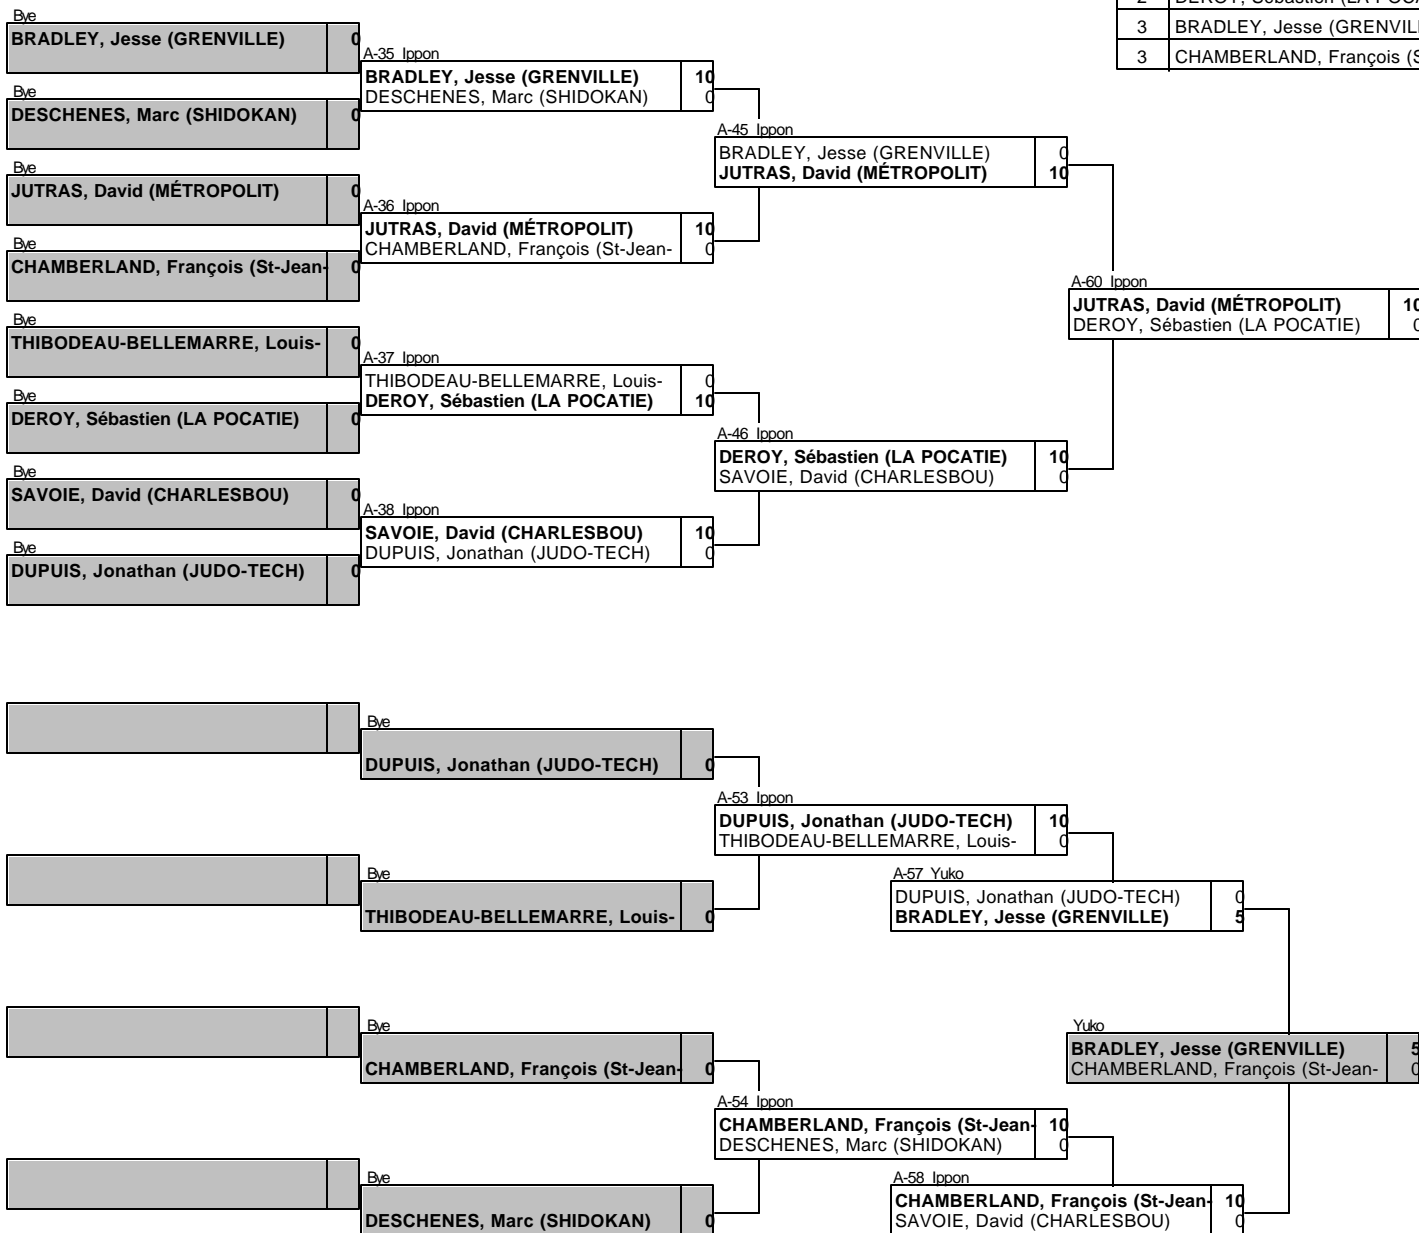 2 DEROY, Sébastien (LA POCA
3 BRADLEY, Jesse (GRENVILL
3 CHAMBERLAND, François (S
Bye
BRADLEY, Jesse (GRENVILLE) 0
Bye
DESCHENES, Marc (SHIDOKAN) 0
Bye
JUTRAS, David (MÉTROPOLIT) 0
Bye
CHAMBERLAND, François (St-Jean- 0
Bye
THIBODEAU-BELLEMARRE, Louis- 0
Bye
DEROY, Sébastien (LA POCATIE) 0
Bye
SAVOIE, David (CHARLESBOU) 0
Bye
DUPUIS, Jonathan (JUDO-TECH) 0
A-35 Ippon
BRADLEY, Jesse (GRENVILLE) 10
DESCHENES, Marc (SHIDOKAN) 0
A-36 Ippon
JUTRAS, David (MÉTROPOLIT) 10
CHAMBERLAND, François (St-Jean- 0
A-37 Ippon
THIBODEAU-BELLEMARRE, Louis- 0
DEROY, Sébastien (LA POCATIE) 10
A-38 Ippon
SAVOIE, David (CHARLESBOU) 10
DUPUIS, Jonathan (JUDO-TECH) 0
A-45 Ippon
BRADLEY, Jesse (GRENVILLE) 0
JUTRAS, David (MÉTROPOLIT) 10
A-46 Ippon
DEROY, Sébastien (LA POCATIE) 10
SAVOIE, David (CHARLESBOU) 0
A-60 Ippon
JUTRAS, David (MÉTROPOLIT) 10
DEROY, Sébastien (LA POCATIE) 0
Bye
DUPUIS, Jonathan (JUDO-TECH) 0
Bye
THIBODEAU-BELLEMARRE, Louis- 0
Bye
CHAMBERLAND, François (St-Jean- 0
Bye
DESCHENES, Marc (SHIDOKAN) 0
A-53 Ippon
DUPUIS, Jonathan (JUDO-TECH) 10
THIBODEAU-BELLEMARRE, Louis- 0
A-54 Ippon
CHAMBERLAND, François (St-Jean- 10
DESCHENES, Marc (SHIDOKAN) 0
A-57 Yuko
DUPUIS, Jonathan (JUDO-TECH) 0
BRADLEY, Jesse (GRENVILLE) 5
A-58 Ippon
CHAMBERLAND, François (St-Jean- 10
SAVOIE, David (CHARLESBOU) 0
Yuko
BRADLEY, Jesse (GRENVILLE) 5
CHAMBERLAND, François (St-Jean- 0